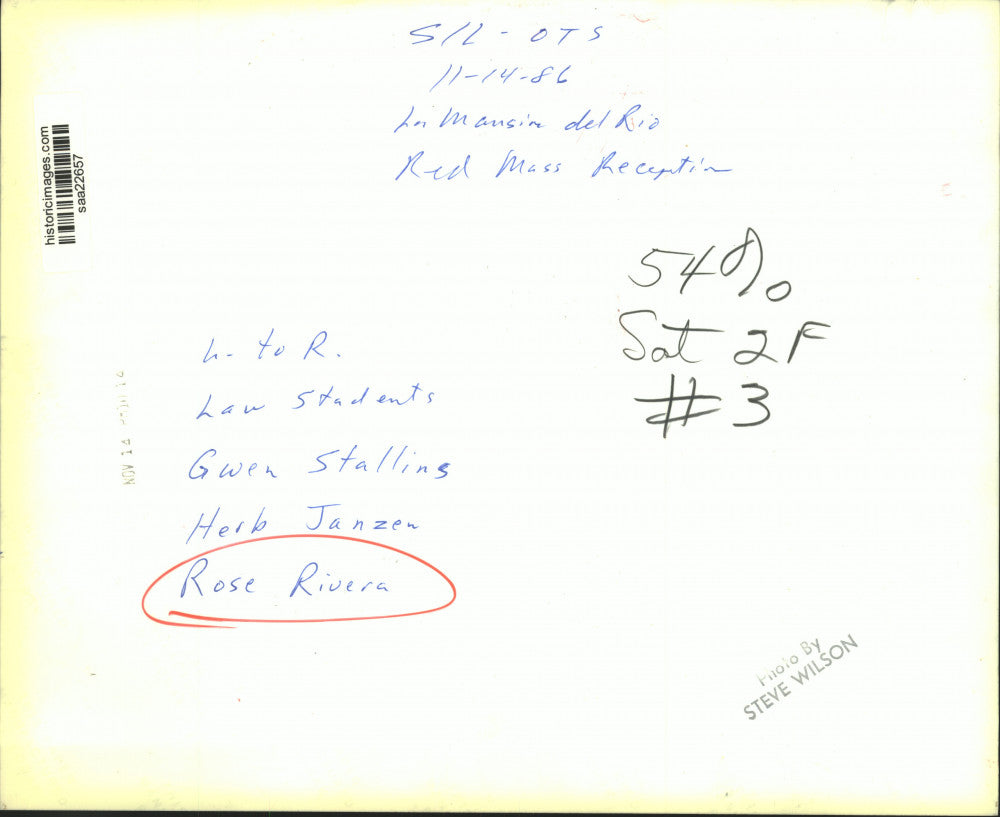 S/L - OTS
11-14-86
La Mansion del Rio
Red Mass Reception
historicimages.com
saa22657
54%
Sat 2F
#3
L. to R.
Law Students
Gwen Stalling
Herb Janzen
Rose Rivera
NOV 14
Photo By
STEVE WILSON